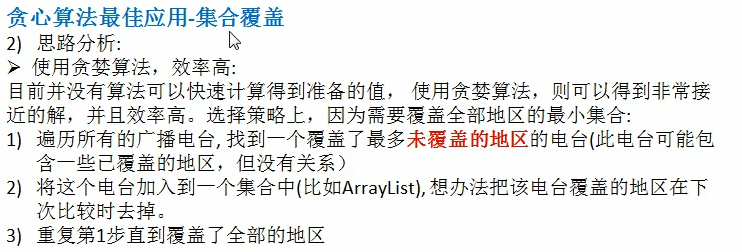 贪心算法最佳应用-集合覆盖
2) 思路分析:
➢ 使用贪婪算法，效率高:
目前并没有算法可以快速计算得到准备的值， 使用贪婪算法，则可以得到非常接
近的解，并且效率高。选择策略上，因为需要覆盖全部地区的最小集合:
1) 遍历所有的广播电台, 找到一个覆盖了最多未覆盖的地区的电台(此电台可能包
含一些已覆盖的地区，但没有关系）
2) 将这个电台加入到一个集合中(比如ArrayList), 想办法把该电台覆盖的地区在下
次比较时去掉。
3) 重复第1步直到覆盖了全部的地区